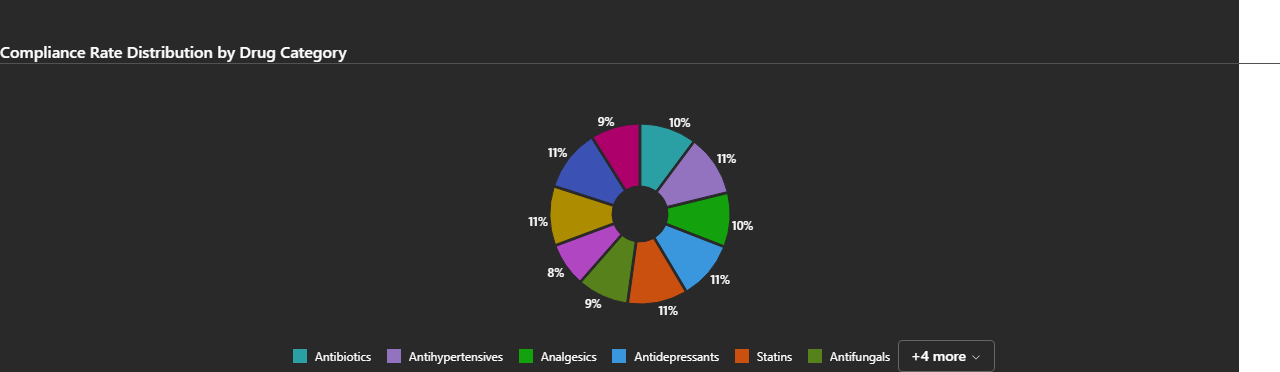 Compliance Rate Distribution by Drug Category
9% 10%
11% 11%
11% 10%
8% 11%
9% 11%
Antibiotics Antihypertensives Analgesics Antidepressants Statins Antifungals +4 more